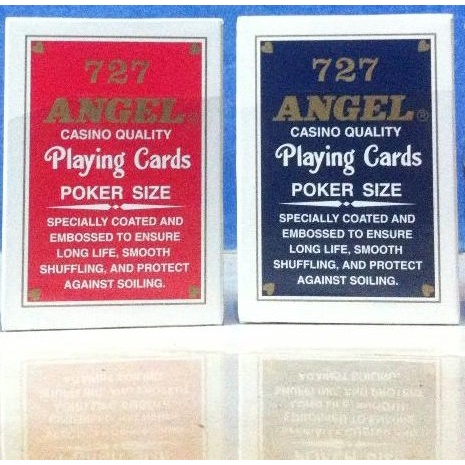 727
ANGEL®
CASINO QUALITY
Playing Cards
POKER SIZE
SPECIALLY COATED AND
EMBOSSED TO ENSURE
LONG LIFE, SMOOTH
SHUFFLING, AND PROTECT
AGAINST SOILING.
727
ANGEL®
CASINO QUALITY
Playing Cards
POKER SIZE
SPECIALLY COATED AND
EMBOSSED TO ENSURE
LONG LIFE, SMOOTH
SHUFFLING, AND PROTECT
AGAINST SOILING.